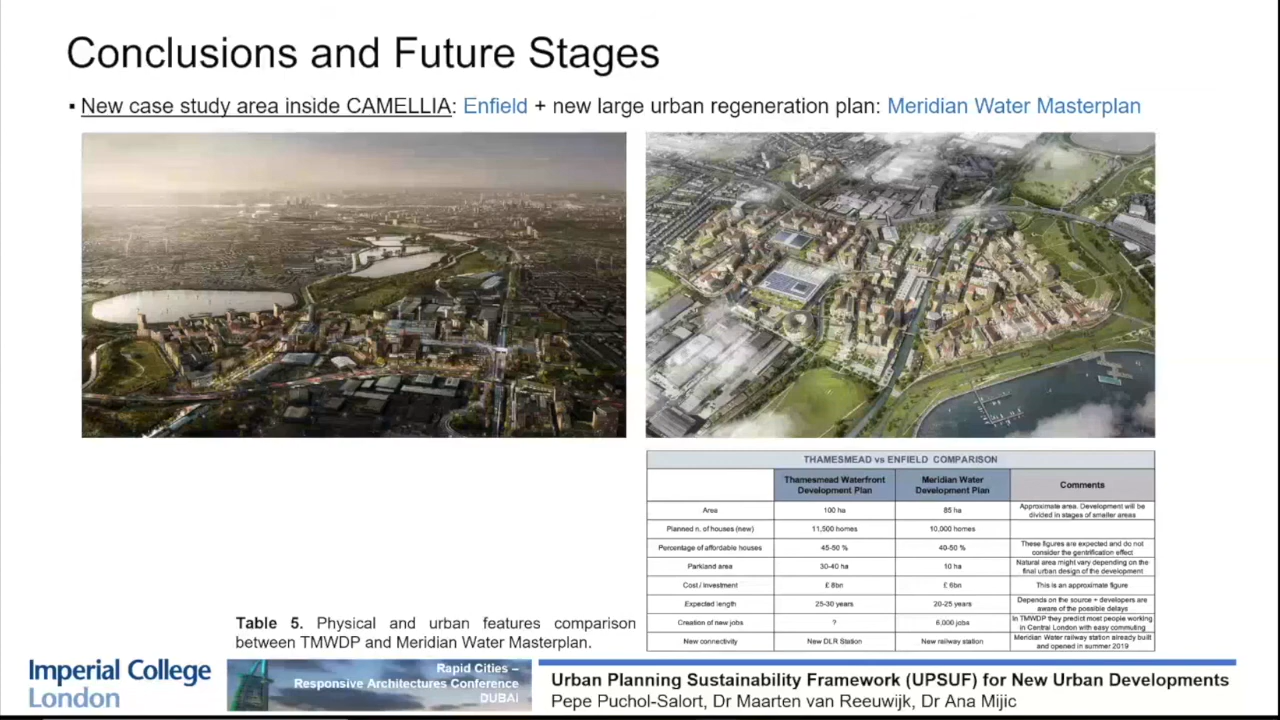 Conclusions and Future Stages
▪ New case study area inside CAMELLIA: Enfield + new large urban regeneration plan: Meridian Water Masterplan
THAMESMEAD vs ENFIELD COMPARISON
Thamesmead Waterfront Development Plan
Meridian Water Development Plan
Comments
Area
100 ha
85 ha
Approximate area. Development will be
divided in stages of smaller areas
Planned n. of houses (new)
11,500 homes
10,000 homes
Percentage of affordable houses
45-50 %
40-50 %
These figures are expected and do not
consider the gentrification effect
Parkland area
30-40 ha
10 ha
Natural area might vary depending on the
final urban design of the development
Cost / Investment
£ 8bn
£ 6bn
This is an approximate figure
Expected length
25-30 years
20-25 years
Depends on the source + developers are
aware of the possible delays
Creation of new jobs
?
6,000 jobs
In TMWDP they predict most people working
in Central London with easy commuting
New connectivity
New DLR Station
New railway station
Meridian Water railway station already built
and opened in summer 2019
Table 5. Physical and urban features comparison
between TMWDP and Meridian Water Masterplan.
Imperial College
London
Rapid Cities –
Responsive Architectures Conference
DUBAI
Urban Planning Sustainability Framework (UPSUF) for New Urban Developments
Pepe Puchol-Salort, Dr Maarten van Reeuwijk, Dr Ana Mijic